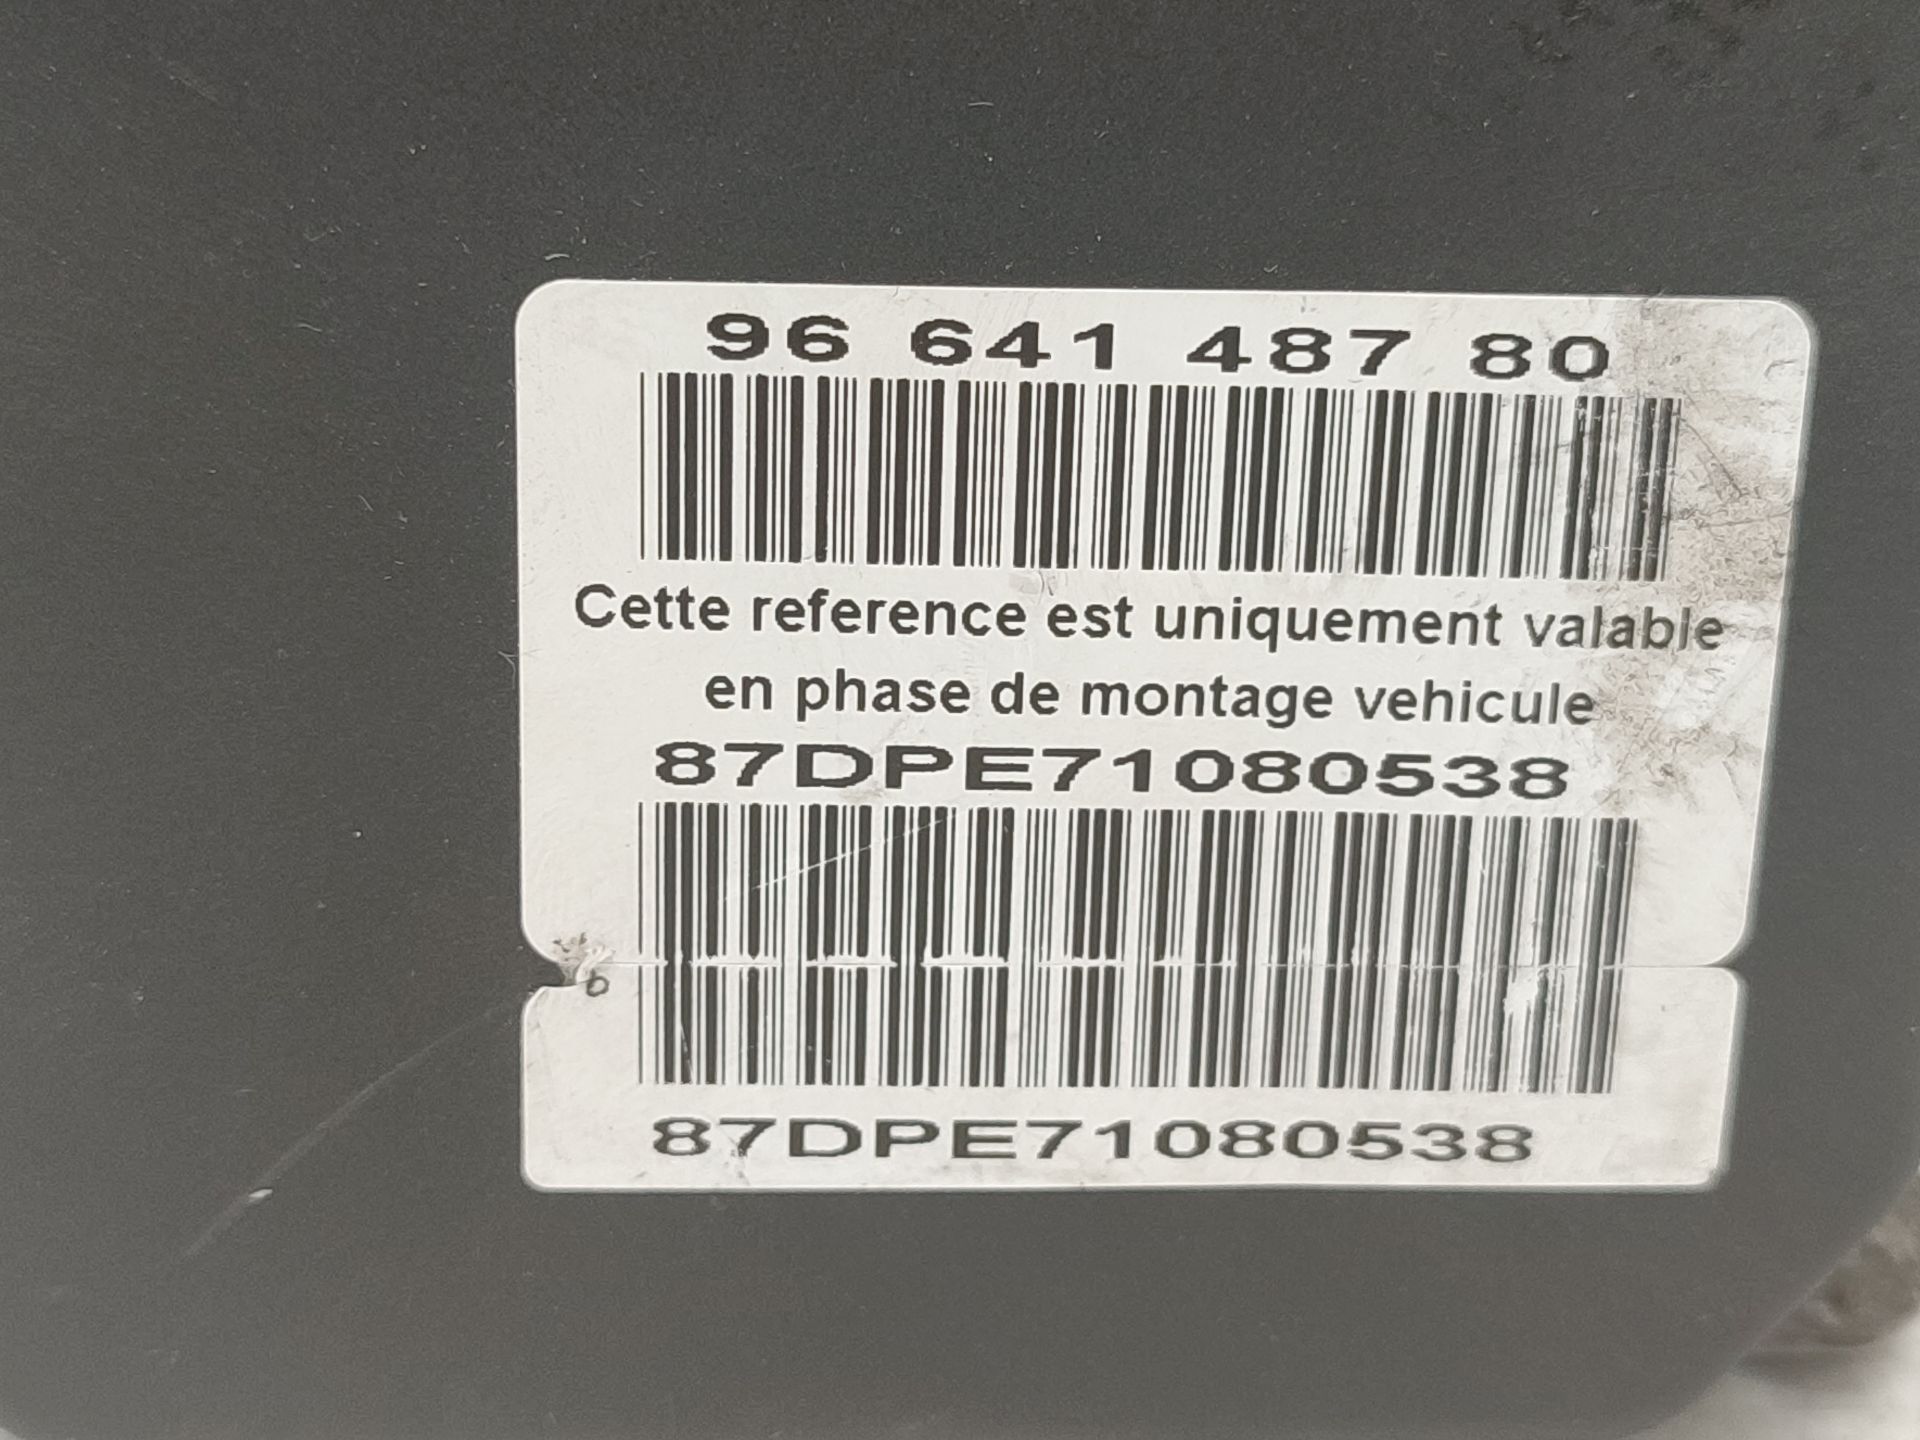 96 641 487 80
Cette reference est uniquement valable
en phase de montage vehicule
87DPE71080538
87DPE71080538